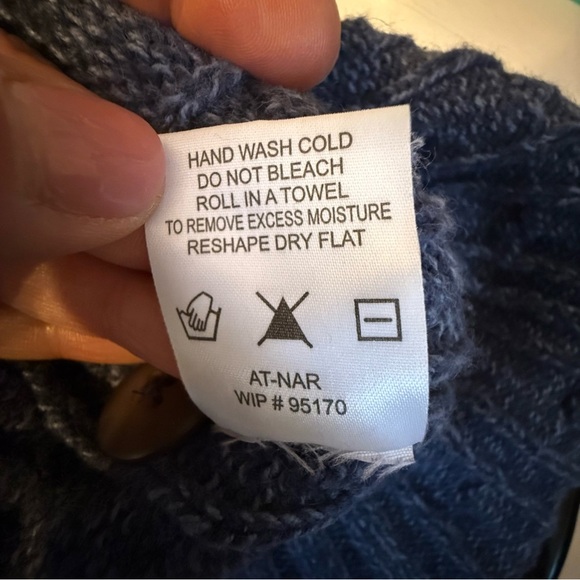 HAND WASH COLD
DO NOT BLEACH
ROLL IN A TOWEL
TO REMOVE EXCESS MOISTURE
RESHAPE DRY FLAT
AT-NAR
WIP # 95170